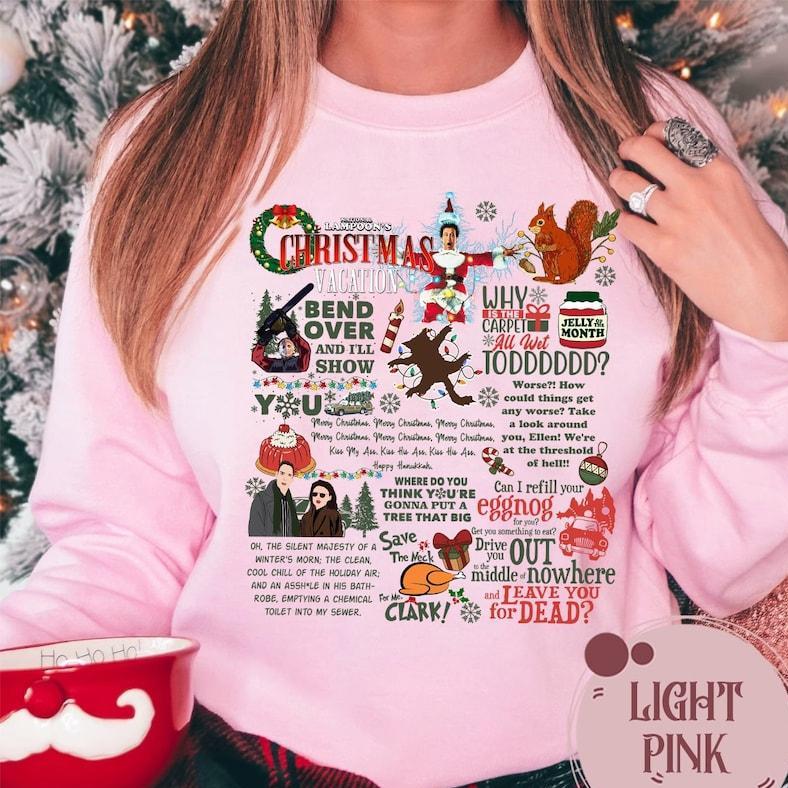 NATIONAL
LAMPOON'S
CHRISTMAS
VACATION
BEND
OVER
AND I'LL
SHOW
YOU
WHY
IS THE
CARPET
All Wet
TODDDDDD?
JELLY OF THE
MONTH
Worse?! How
could things get
any worse? Take
a look around
you, Ellen! We're
at the threshold
of hell!!
Merry Christmas, Merry Christmas, Merry Christmas,
Merry Christmas, Merry Christmas, Merry Christmas,
Kiss My Ass, Kiss His Ass, Kiss His Ass,
Happy Hanukkah.
WHERE DO YOU
THINK YOU'RE
GONNA PUT A
TREE THAT BIG
Can I refill your
eggnog
for you?
Get you something to eat?
Drive you OUT
to the middle of nowhere
and LEAVE YOU
for DEAD?
OH, THE SILENT MAJESTY OF A
WINTER'S MORN; THE CLEAN,
COOL CHILL OF THE HOLIDAY AIR;
AND AN ASSH*LE IN HIS BATH-
ROBE, EMPTYING A CHEMICAL
TOILET INTO MY SEWER.
Save
The Neck
For Me,
CLARK!
Ho Ho Ho!
LIGHT
PINK